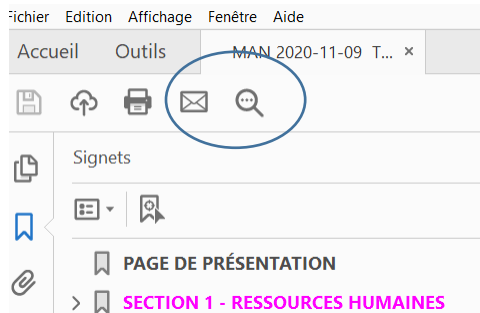 Fichier Edition Affichage Fenêtre Aide
Accueil Outils MAN 2020-11-09 T... ×
Signets
PAGE DE PRÉSENTATION
SECTION 1 - RESSOURCES HUMAINES